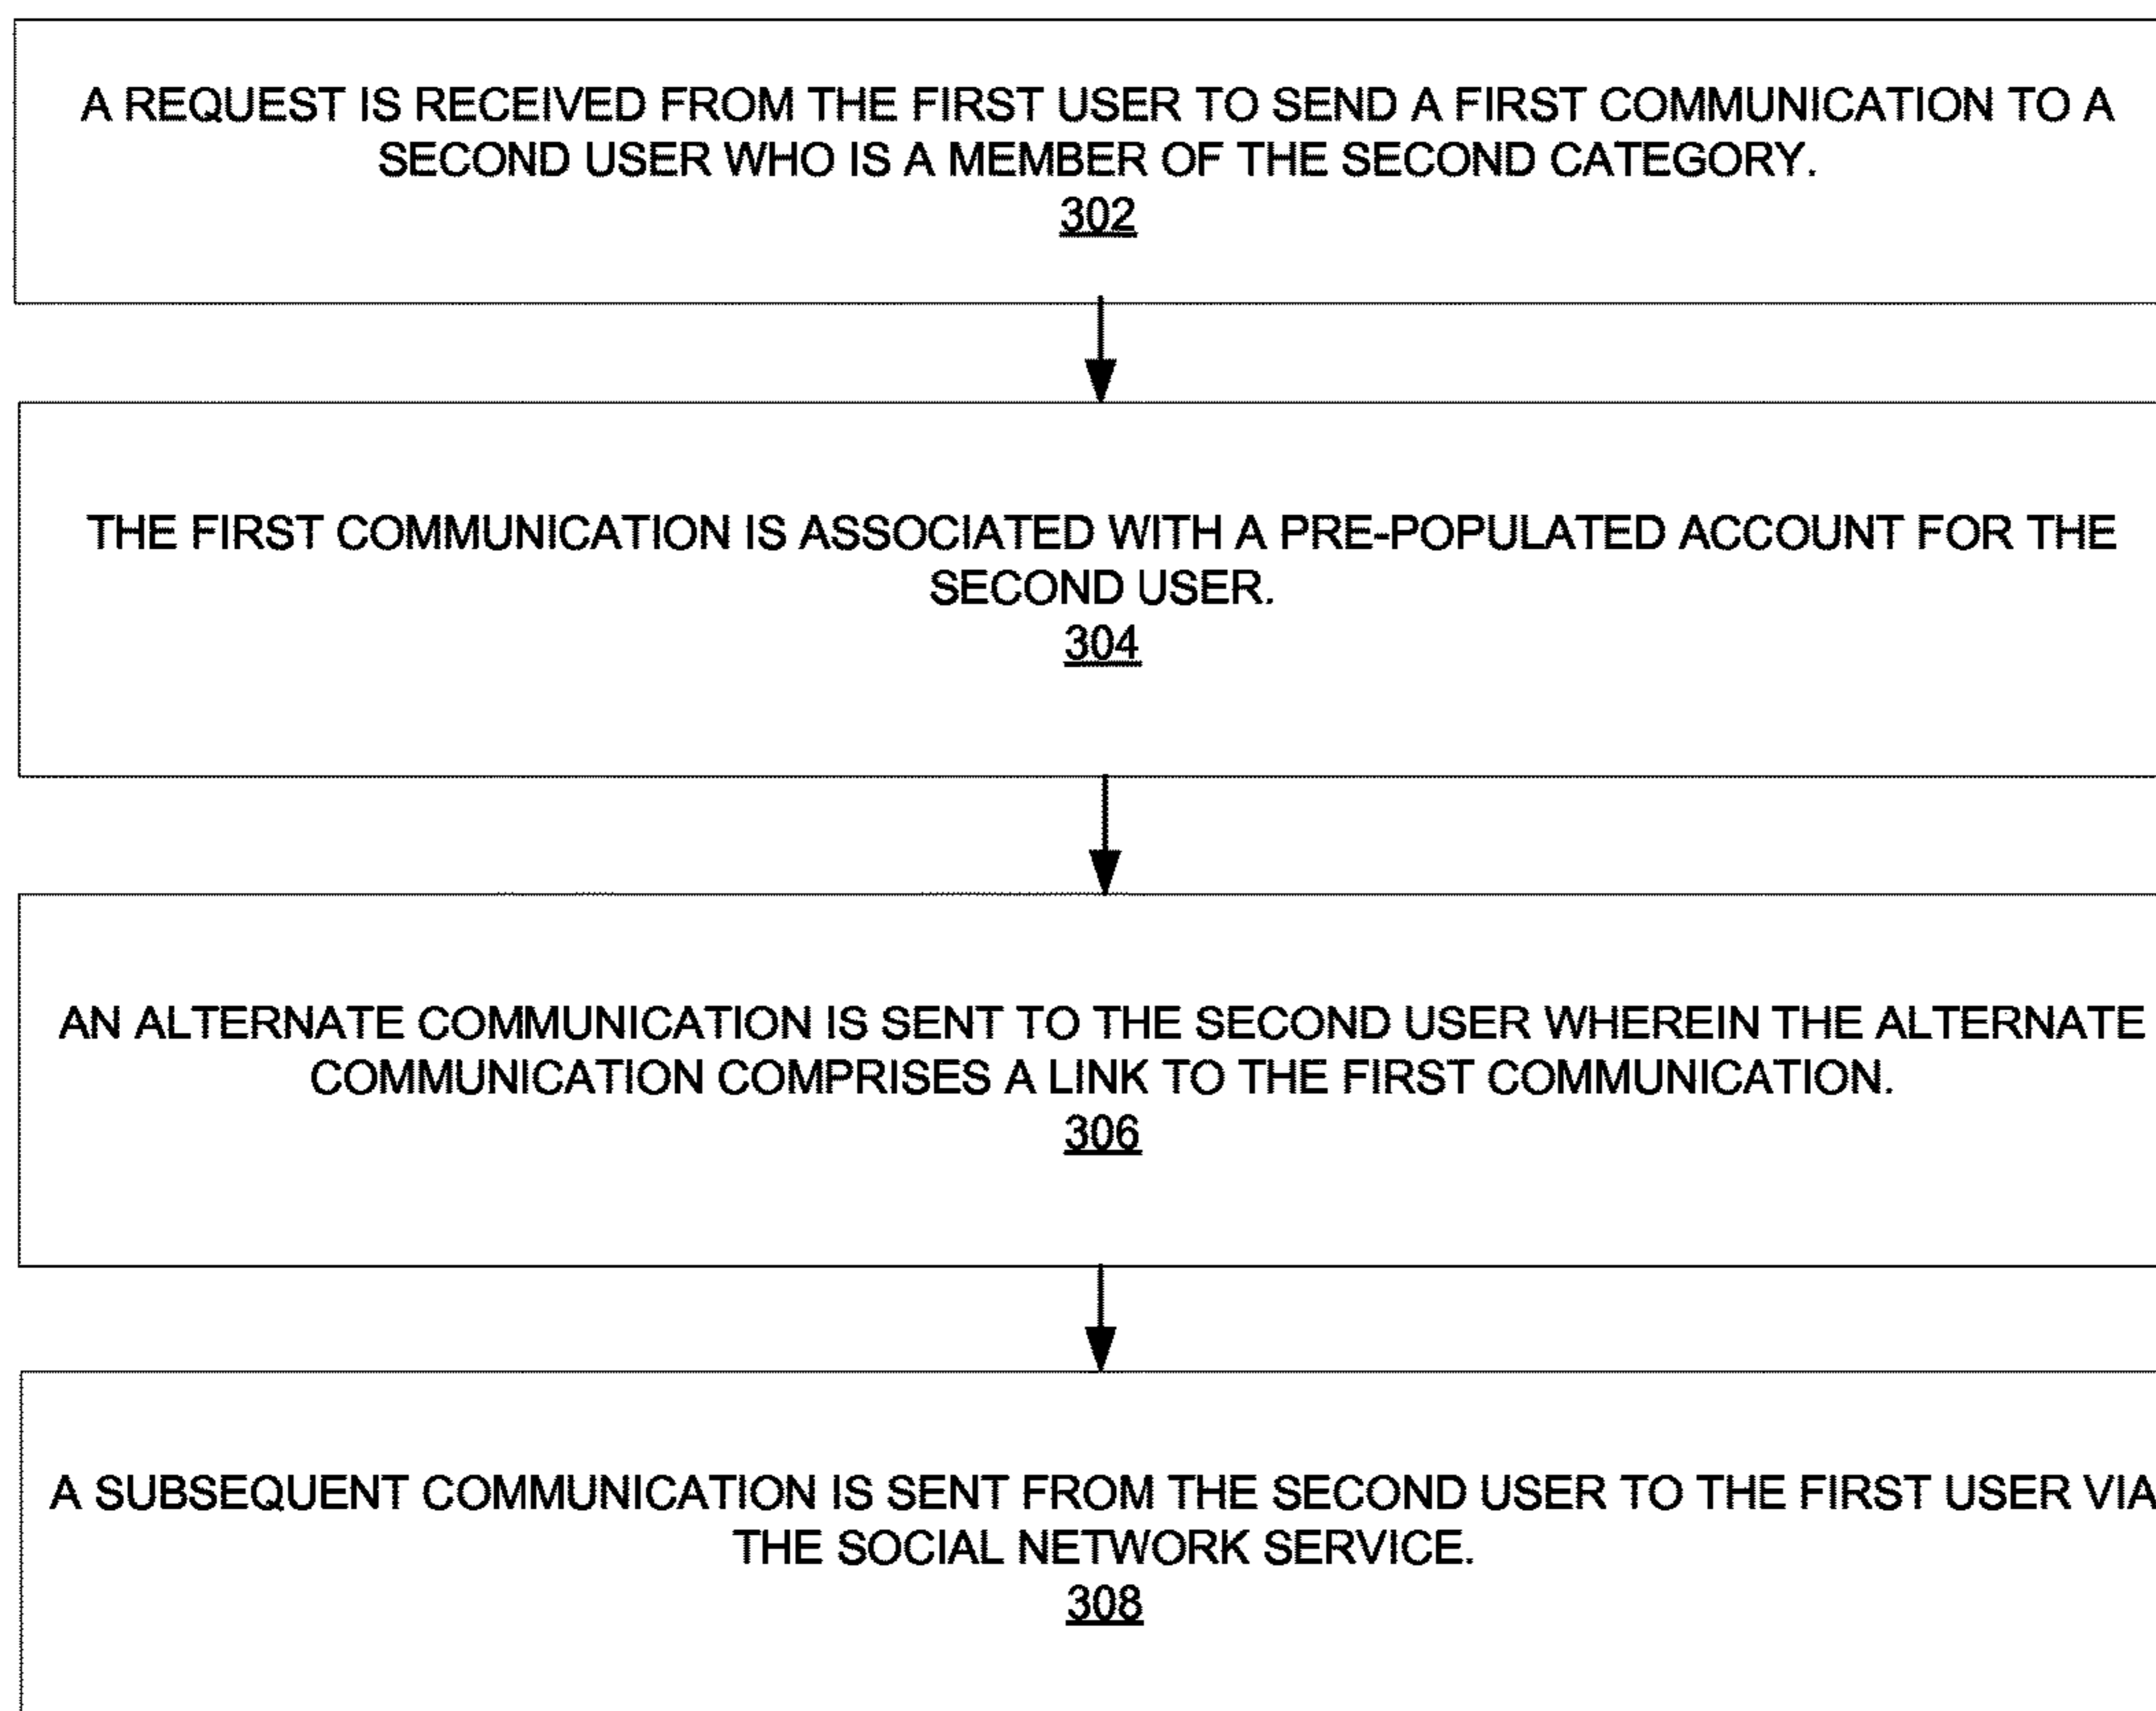 A REQUEST IS RECEIVED FROM THE FIRST USER TO SEND A FIRST COMMUNICATION TO A
SECOND USER WHO IS A MEMBER OF THE SECOND CATEGORY.
302
THE FIRST COMMUNICATION IS ASSOCIATED WITH A PRE-POPULATED ACCOUNT FOR THE
SECOND USER.
304
AN ALTERNATE COMMUNICATION IS SENT TO THE SECOND USER WHEREIN THE ALTERNATE
COMMUNICATION COMPRISES A LINK TO THE FIRST COMMUNICATION.
306
A SUBSEQUENT COMMUNICATION IS SENT FROM THE SECOND USER TO THE FIRST USER VIA
THE SOCIAL NETWORK SERVICE.
308